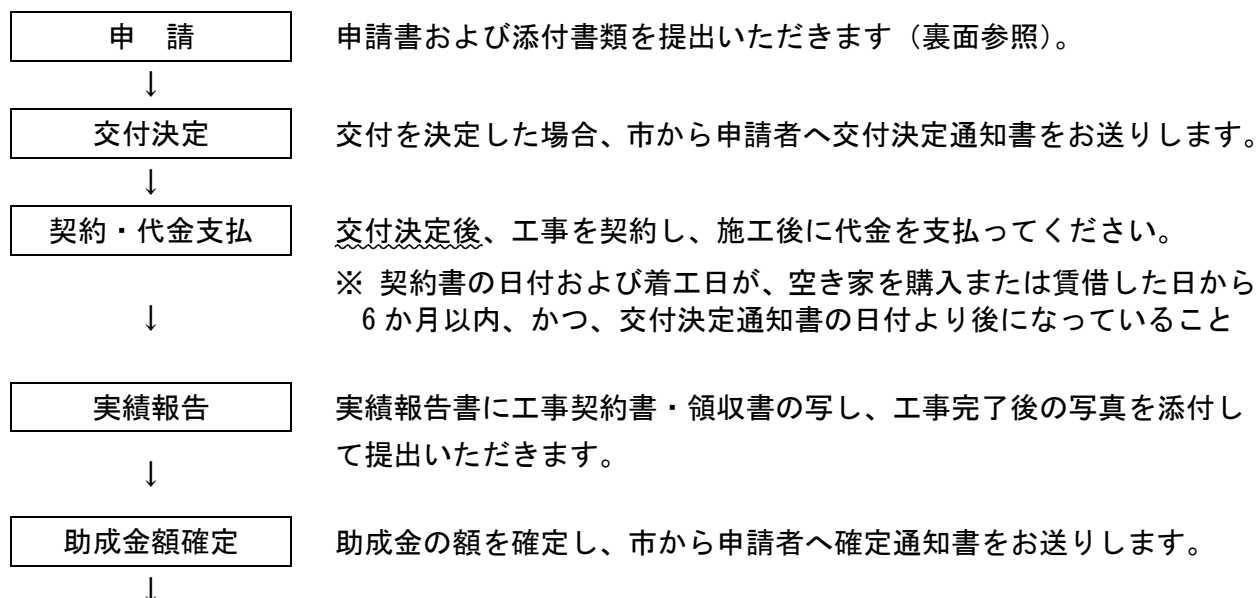 申　請　　申請書および添付書類を提出いただきます（裏面参照）。
↓
交付決定　　交付を決定した場合、市から申請者へ交付決定通知書をお送りします。
↓
契約・代金支払　　交付決定後、工事を契約し、施工後に代金を支払ってください。
※ 契約書の日付および着工日が、空き家を購入または賃借した日から
↓　　6か月以内、かつ、交付決定通知書の日付より後になっていること
実績報告　　実績報告書に工事契約書・領収書の写し、工事完了後の写真を添付し
て提出いただきます。
↓
助成金額確定　　助成金の額を確定し、市から申請者へ確定通知書をお送りします。
↓